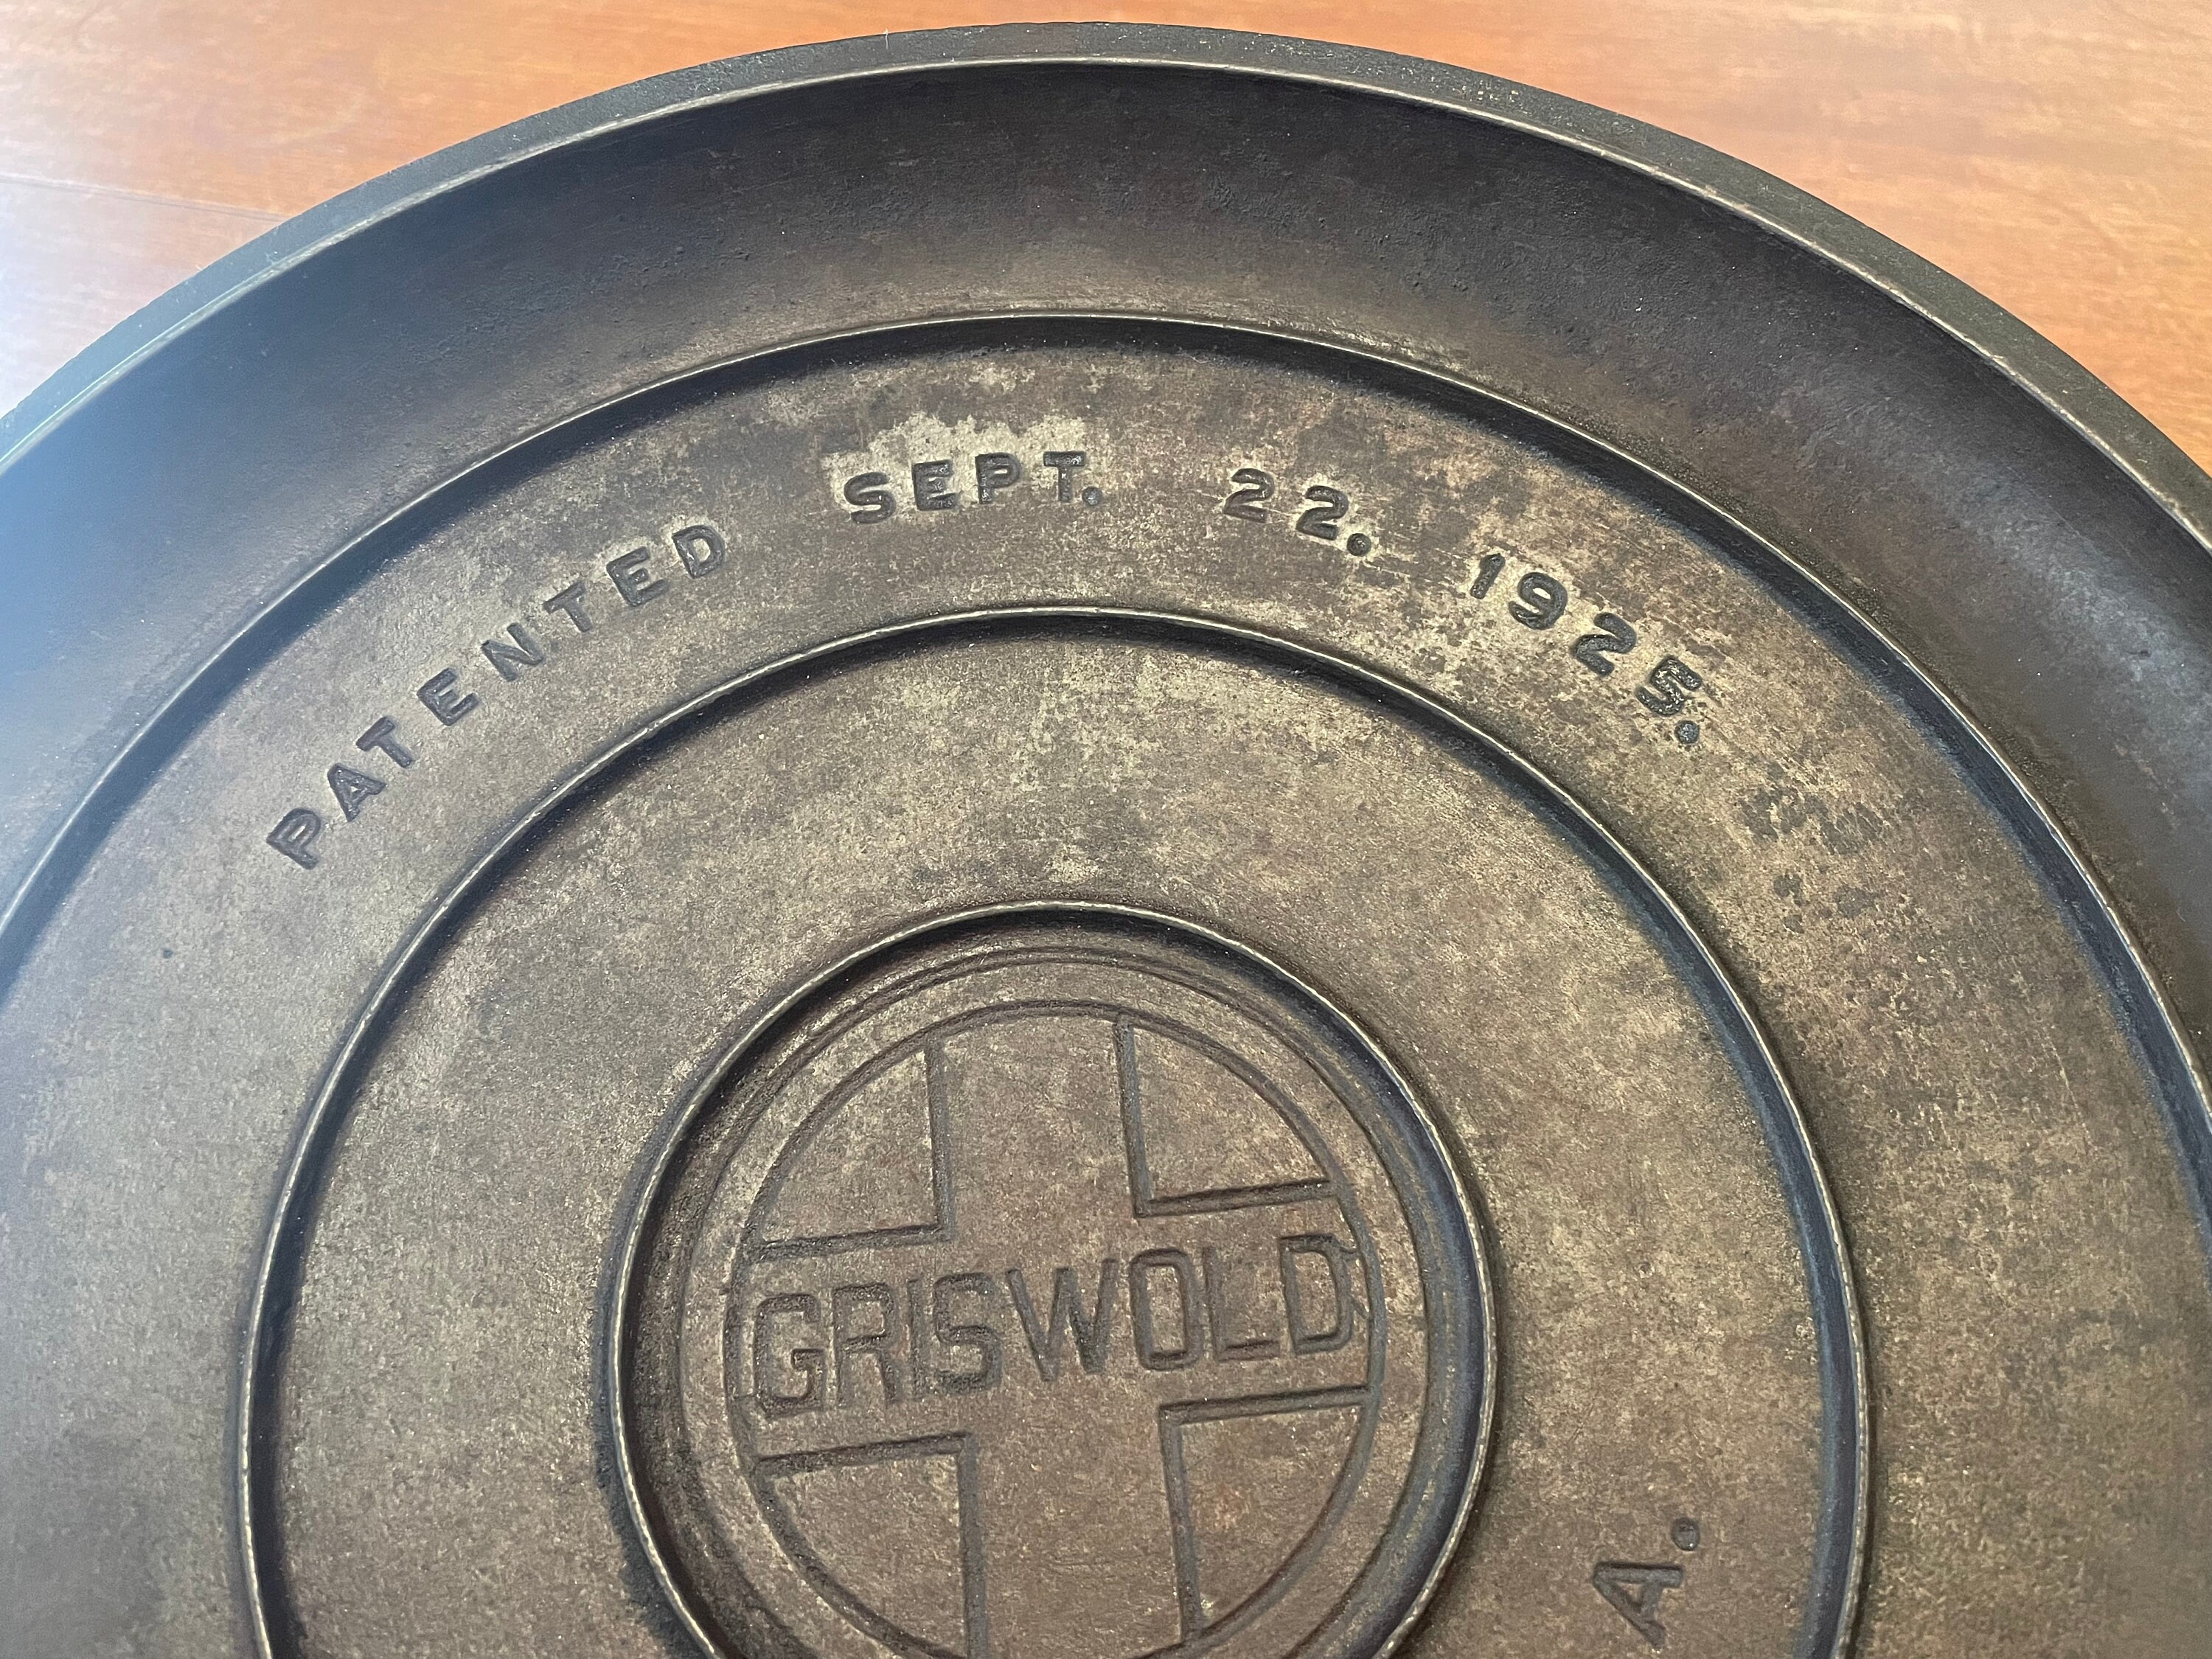 PATENTED SEPT. 22. 1925.
GRISWOLD
A.